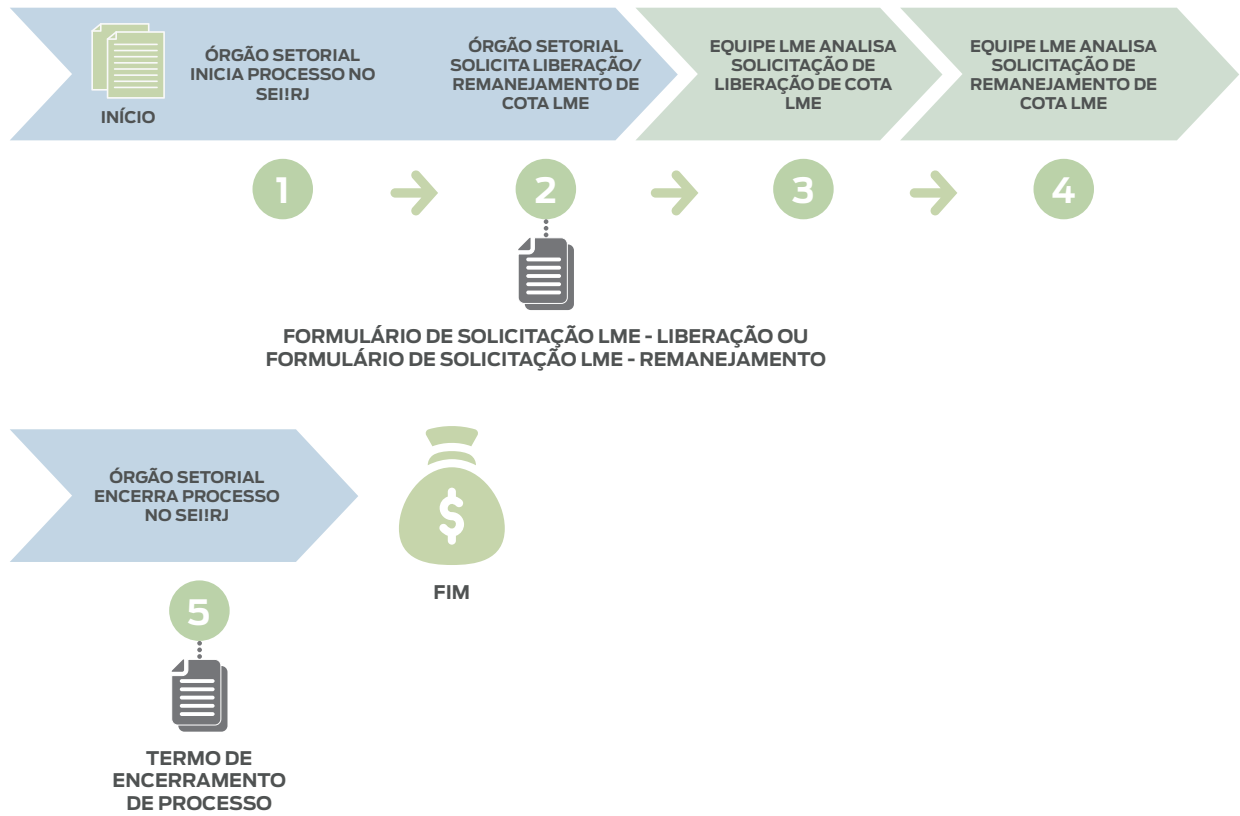 INÍCIO
ÓRGÃO SETORIAL
INICIA PROCESSO NO
SEI!RJ
ÓRGÃO SETORIAL
SOLICITA LIBERAÇÃO/
REMANEJAMENTO DE
COTA LME
EQUIPE LME ANALISA
SOLICITAÇÃO DE
LIBERAÇÃO DE COTA
LME
EQUIPE LME ANALISA
SOLICITAÇÃO DE
REMANEJAMENTO DE
COTA LME
1
2
3
4
FORMULÁRIO DE SOLICITAÇÃO LME - LIBERAÇÃO OU
FORMULÁRIO DE SOLICITAÇÃO LME - REMANEJAMENTO
ÓRGÃO SETORIAL
ENCERRA PROCESSO
NO SEI!RJ
$
FIM
5
TERMO DE
ENCERRAMENTO
DE PROCESSO